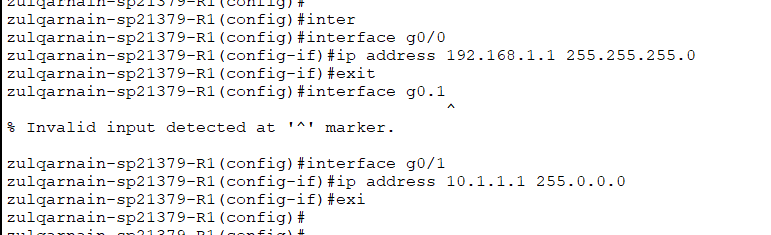 zulqarnain-sp21379-R1(config)#
zulqarnain-sp21379-R1(config)#inter
zulqarnain-sp21379-R1(config)#interface g0/0
zulqarnain-sp21379-R1(config-if)#ip address 192.168.1.1 255.255.255.0
zulqarnain-sp21379-R1(config-if)#exit
zulqarnain-sp21379-R1(config)#interface g0.1
^
% Invalid input detected at '^' marker.
zulqarnain-sp21379-R1(config)#interface g0/1
zulqarnain-sp21379-R1(config-if)#ip address 10.1.1.1 255.0.0.0
zulqarnain-sp21379-R1(config-if)#exi
zulqarnain-sp21379-R1(config)#
zulqarnain-sp21379-R1(config)#